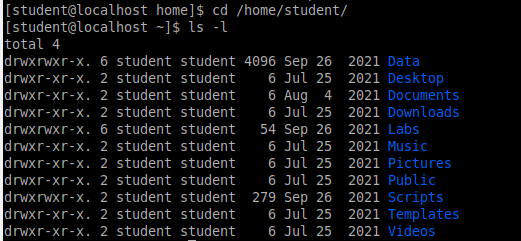 [student@localhost home]$ cd /home/student/
[student@localhost ~]$ ls -l
total 4
drwxrwxr-x. 6 student student 4096 Sep 26  2021 Data
drwxr-xr-x. 2 student student    6 Jul 25  2021 Desktop
drwxr-xr-x. 2 student student    6 Aug  4  2021 Documents
drwxr-xr-x. 2 student student    6 Jul 25  2021 Downloads
drwxrwxr-x. 6 student student   54 Sep 26  2021 Labs
drwxr-xr-x. 2 student student    6 Jul 25  2021 Music
drwxr-xr-x. 2 student student    6 Jul 25  2021 Pictures
drwxr-xr-x. 2 student student    6 Jul 25  2021 Public
drwxrwxr-x. 2 student student  279 Sep 26  2021 Scripts
drwxr-xr-x. 2 student student    6 Jul 25  2021 Templates
drwxr-xr-x. 2 student student    6 Jul 25  2021 Videos